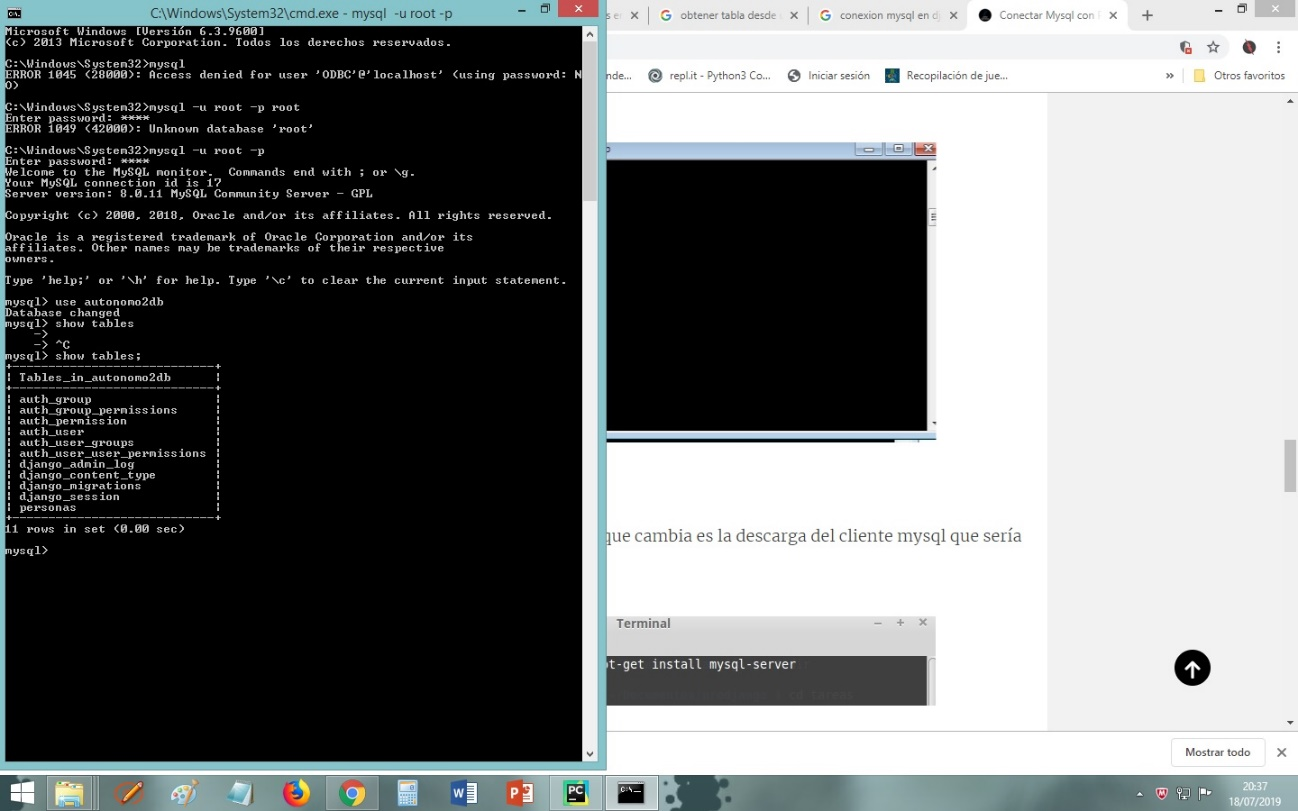 C:\Windows\System32\cmd.exe - mysql  -u root -p
Microsoft Windows [Versión 6.3.9600]
(c) 2013 Microsoft Corporation. Todos los derechos reservados.
C:\Windows\System32>mysql
ERROR 1045 (28000): Access denied for user 'ODBC'@'localhost' (using password: N
O)
C:\Windows\System32>mysql -u root -p root
Enter password: ****
ERROR 1049 (42000): Unknown database 'root'
C:\Windows\System32>mysql -u root -p
Enter password: ****
Welcome to the MySQL monitor.  Commands end with ; or \g.
Your MySQL connection id is 17
Server version: 8.0.11 MySQL Community Server - GPL
Copyright (c) 2000, 2018, Oracle and/or its affiliates. All rights reserved.
Oracle is a registered trademark of Oracle Corporation and/or its
affiliates. Other names may be trademarks of their respective
owners.
Type 'help;' or '\h' for help. Type '\c' to clear the current input statement.
mysql> use autonomo2db
Database changed
mysql> show tables
    ->
    -> ^C
mysql> show tables;
+----------------------------+
| Tables_in_autonomo2db      |
+----------------------------+
| auth_group                 |
| auth_group_permissions     |
| auth_permission            |
| auth_user                  |
| auth_user_groups           |
| auth_user_user_permissions |
| django_admin_log           |
| django_content_type        |
| django_migrations          |
| django_session             |
| personas                   |
+----------------------------+
11 rows in set (0.00 sec)
mysql>
obtener tabla desde
conexion mysql en dj
Conectar Mysql con
nde...
repl.it - Python3 Co...
Iniciar sesión
Recopilación de jue...
»
Otros favoritos
que cambia es la descarga del cliente mysql que sería
Terminal
pt-get install mysql-server
Mostrar todo
20:37
18/07/2019